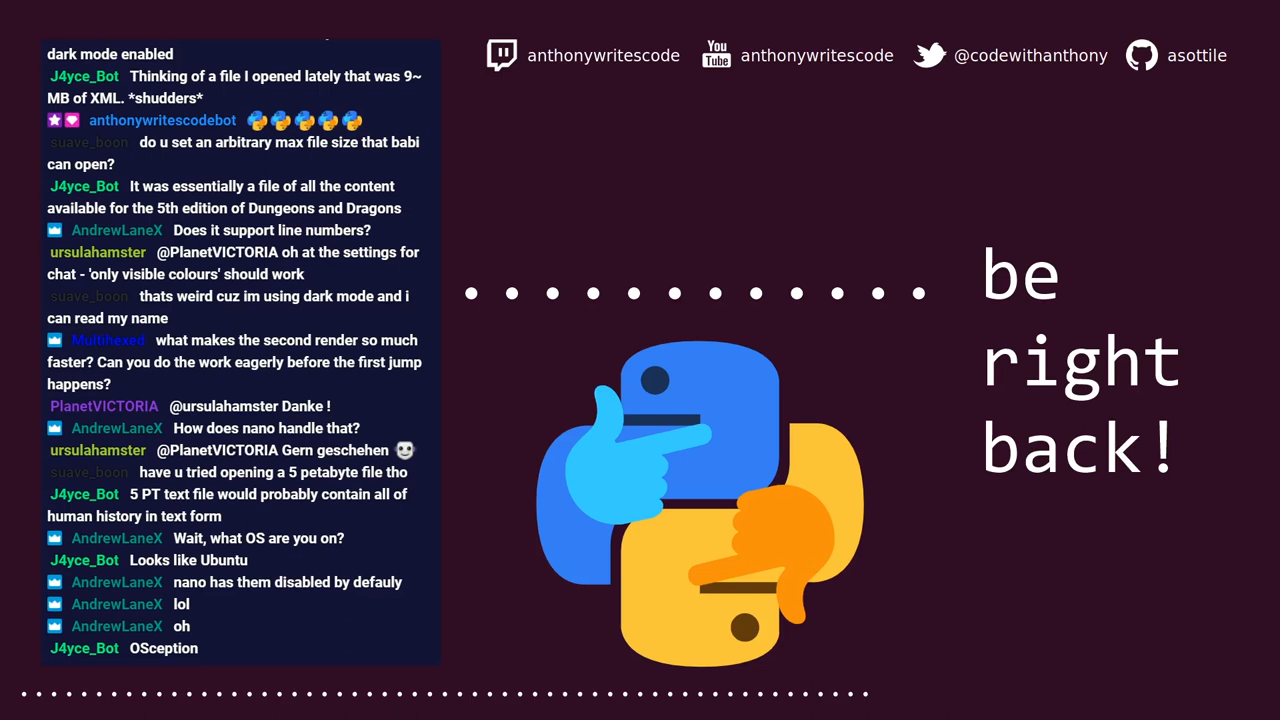 anthonywritescode You Tube anthonywritescode @codewithanthony asottile
dark mode enabled
J4yce_Bot Thinking of a file I opened lately that was 9~
MB of XML. *shudders*
anthonywritescodebot
suave_boon do u set an arbitrary max file size that babi
can open?
J4yce_Bot It was essentially a file of all the content
available for the 5th edition of Dungeons and Dragons
AndrewLaneX Does it support line numbers?
ursulahamster @PlanetVICTORIA oh at the settings for
chat - 'only visible colours' should work
suave_boon thats weird cuz im using dark mode and i
can read my name
Multihexed what makes the second render so much
faster? Can you do the work eagerly before the first jump
happens?
PlanetVICTORIA @ursulahamster Danke !
AndrewLaneX How does nano handle that?
ursulahamster @PlanetVICTORIA Gern geschehen
suave_boon have u tried opening a 5 petabyte file tho
J4yce_Bot 5 PT text file would probably contain all of
human history in text form
AndrewLaneX Wait, what OS are you on?
J4yce_Bot Looks like Ubuntu
AndrewLaneX nano has them disabled by defauly
AndrewLaneX lol
AndrewLaneX oh
J4yce_Bot OSception
be
right
back!